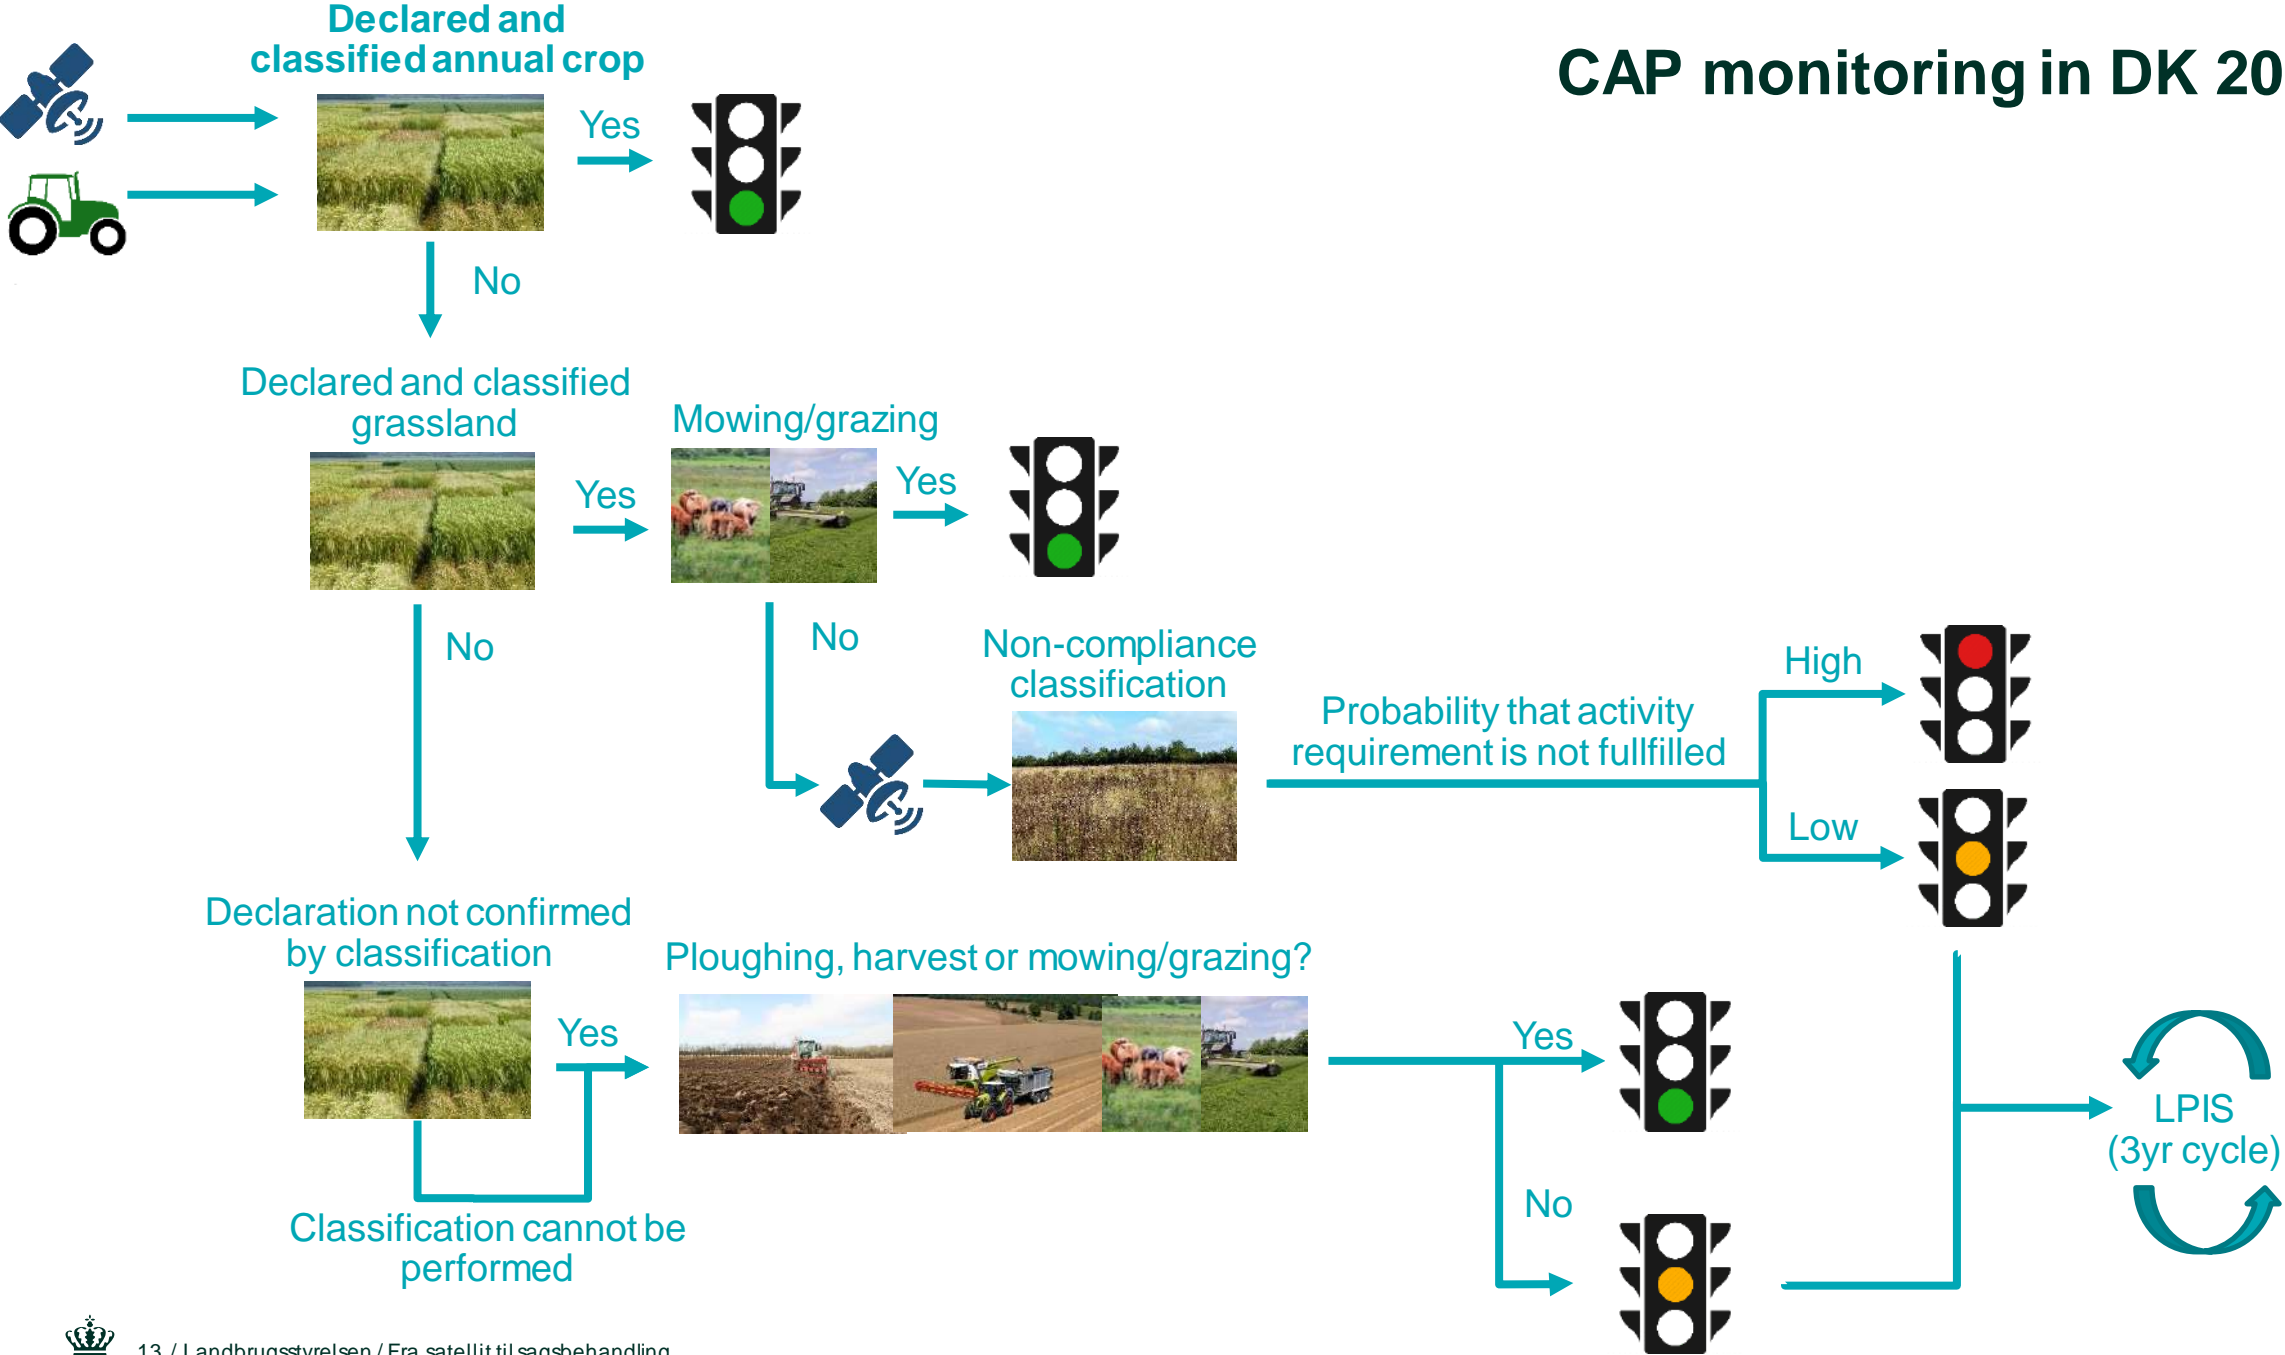 Declared and
classified annual crop
CAP monitoring in DK 20
Yes
No
Declared and classified
grassland
Mowing/grazing
Yes
Yes
No
No
Non-compliance
classification
Probability that activity
requirement is not fullfilled
High
Low
Declaration not confirmed
by classification
Ploughing, harvest or mowing/grazing?
Yes
Yes
No
LPIS
(3yr cycle)
Classification cannot be
performed
13 / Landbrugsstyrelsen / Fra satellit til sagsbehandling